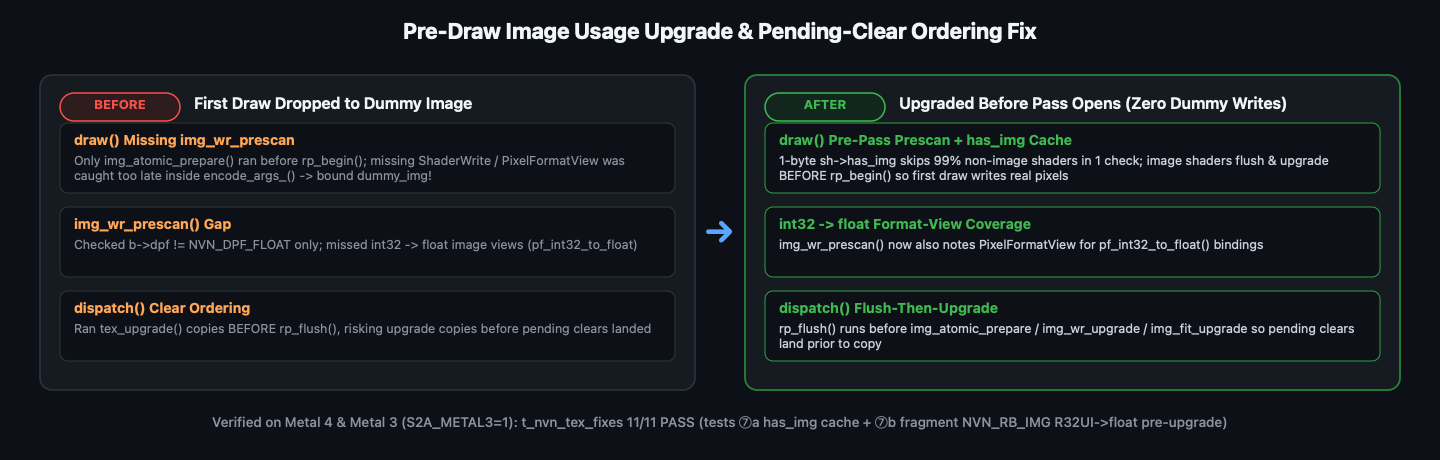 Pre-Draw Image Usage Upgrade & Pending-Clear Ordering Fix
BEFORE
First Draw Dropped to Dummy Image
draw() Missing img_wr_prescan
Only img_atomic_prepare() ran before rp_begin(); missing ShaderWrite / PixelFormatView was
caught too late inside encode_args_() -> bound dummy_img!
img_wr_prescan() Gap
Checked b->dpf != NVN_DPF_FLOAT only; missed int32 -> float image views (pf_int32_to_float)
dispatch() Clear Ordering
Ran tex_upgrade() copies BEFORE rp_flush(), risking upgrade copies before pending clears landed
➜
AFTER
Upgraded Before Pass Opens (Zero Dummy Writes)
draw() Pre-Pass Prescan + has_img Cache
1-byte sh->has_img skips 99% non-image shaders in 1 check; image shaders flush & upgrade
BEFORE rp_begin() so first draw writes real pixels
int32 -> float Format-View Coverage
img_wr_prescan() now also notes PixelFormatView for pf_int32_to_float() bindings
dispatch() Flush-Then-Upgrade
rp_flush() runs before img_atomic_prepare / img_wr_upgrade / img_fit_upgrade so pending clears
land prior to copy
Verified on Metal 4 & Metal 3 (S2A_METAL3=1): t_nvn_tex_fixes 11/11 PASS (tests ⑦a has_img cache + ⑦b fragment NVN_RB_IMG R32UI->float pre-upgrade)